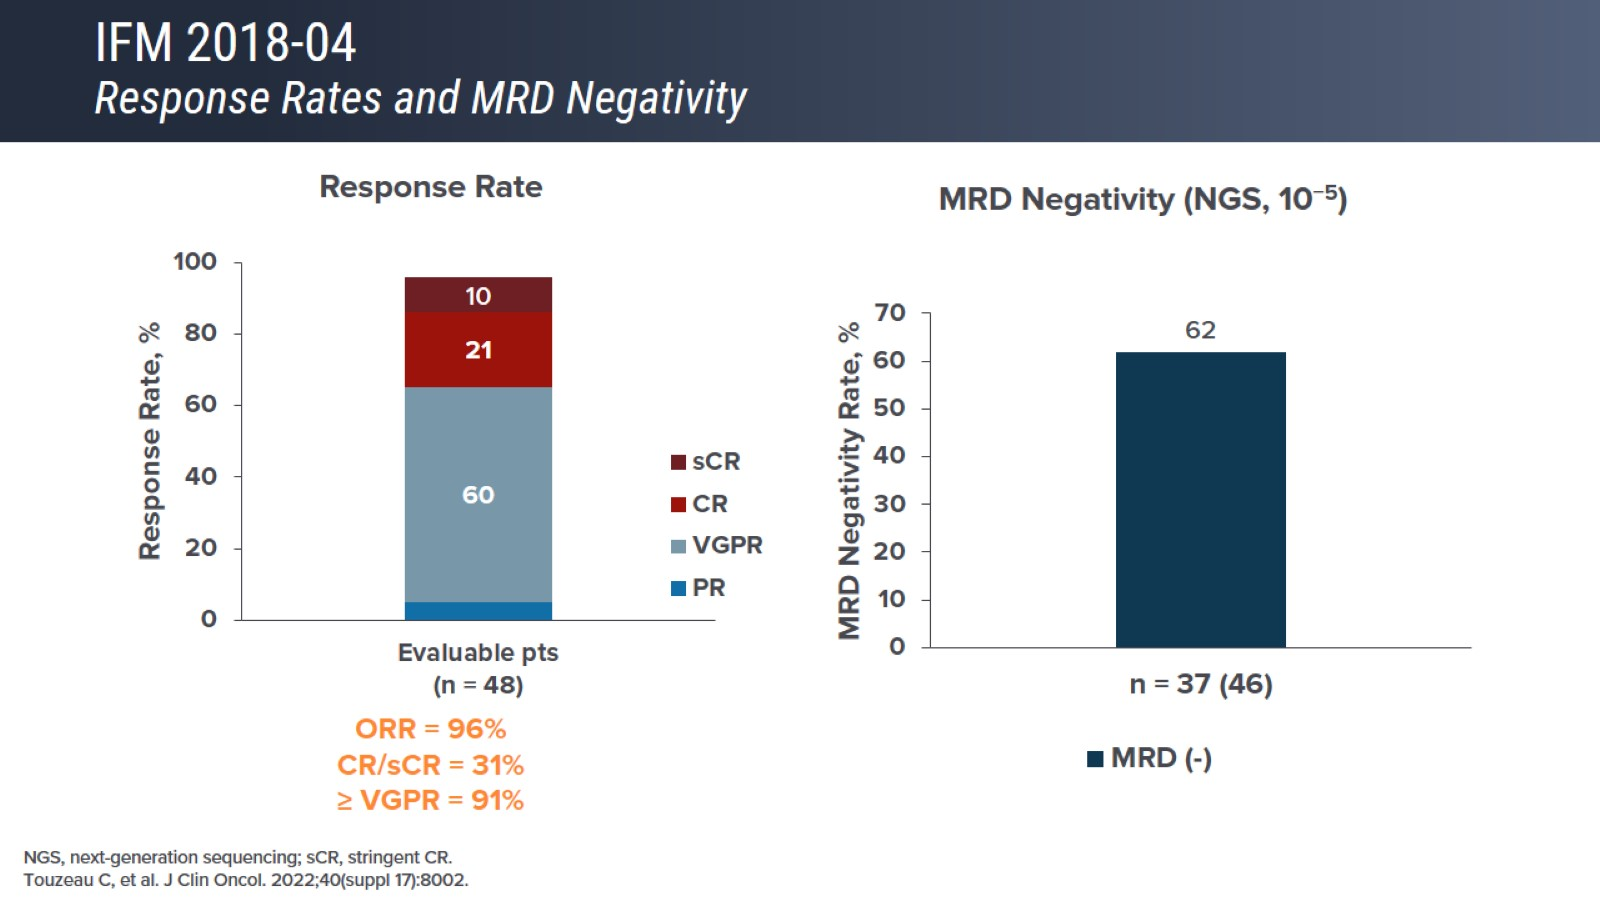 IFM 2018-04
Response Rates and MRD Negativity
Response Rate
Response Rate, %
100
80
60
40
20
0
10
21
60
sCR
CR
VGPR
PR
Evaluable pts
(n = 48)
ORR = 96%
CR/sCR = 31%
≥ VGPR = 91%
MRD Negativity (NGS, 10⁻⁵)
MRD Negativity Rate, %
70
60
50
40
30
20
10
0
62
n = 37 (46)
MRD (-)
NGS, next-generation sequencing; sCR, stringent CR.
Touzeau C, et al. J Clin Oncol. 2022;40(suppl 17):8002.